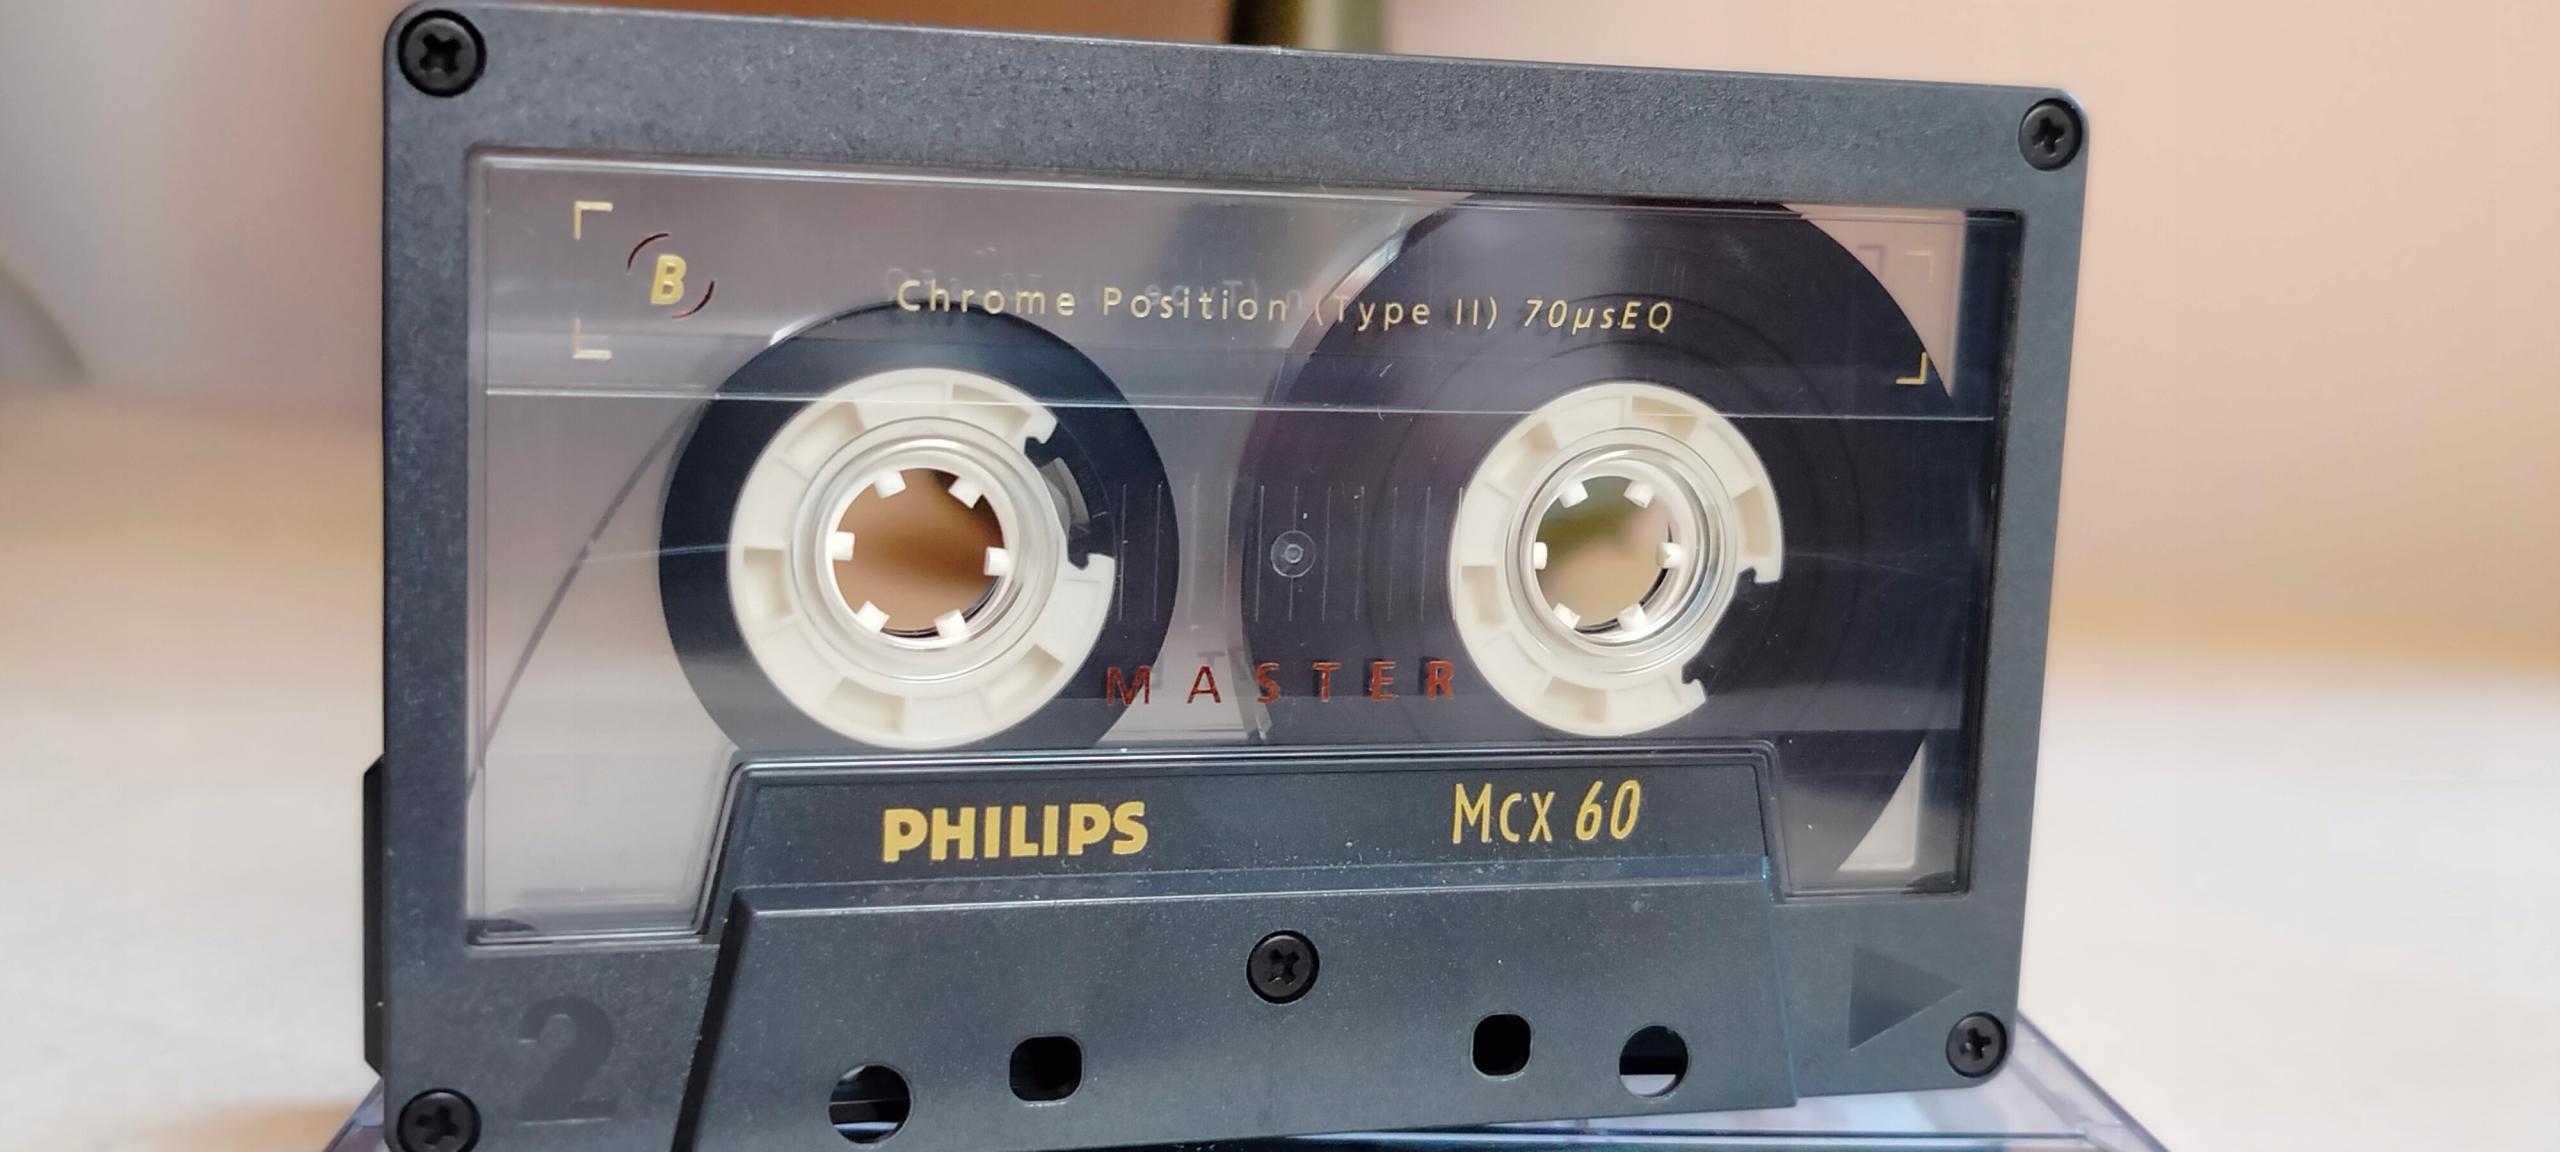 B
Chrome Position (Type II) 70µsEQ
MASTER
PHILIPS
MCX 60
2